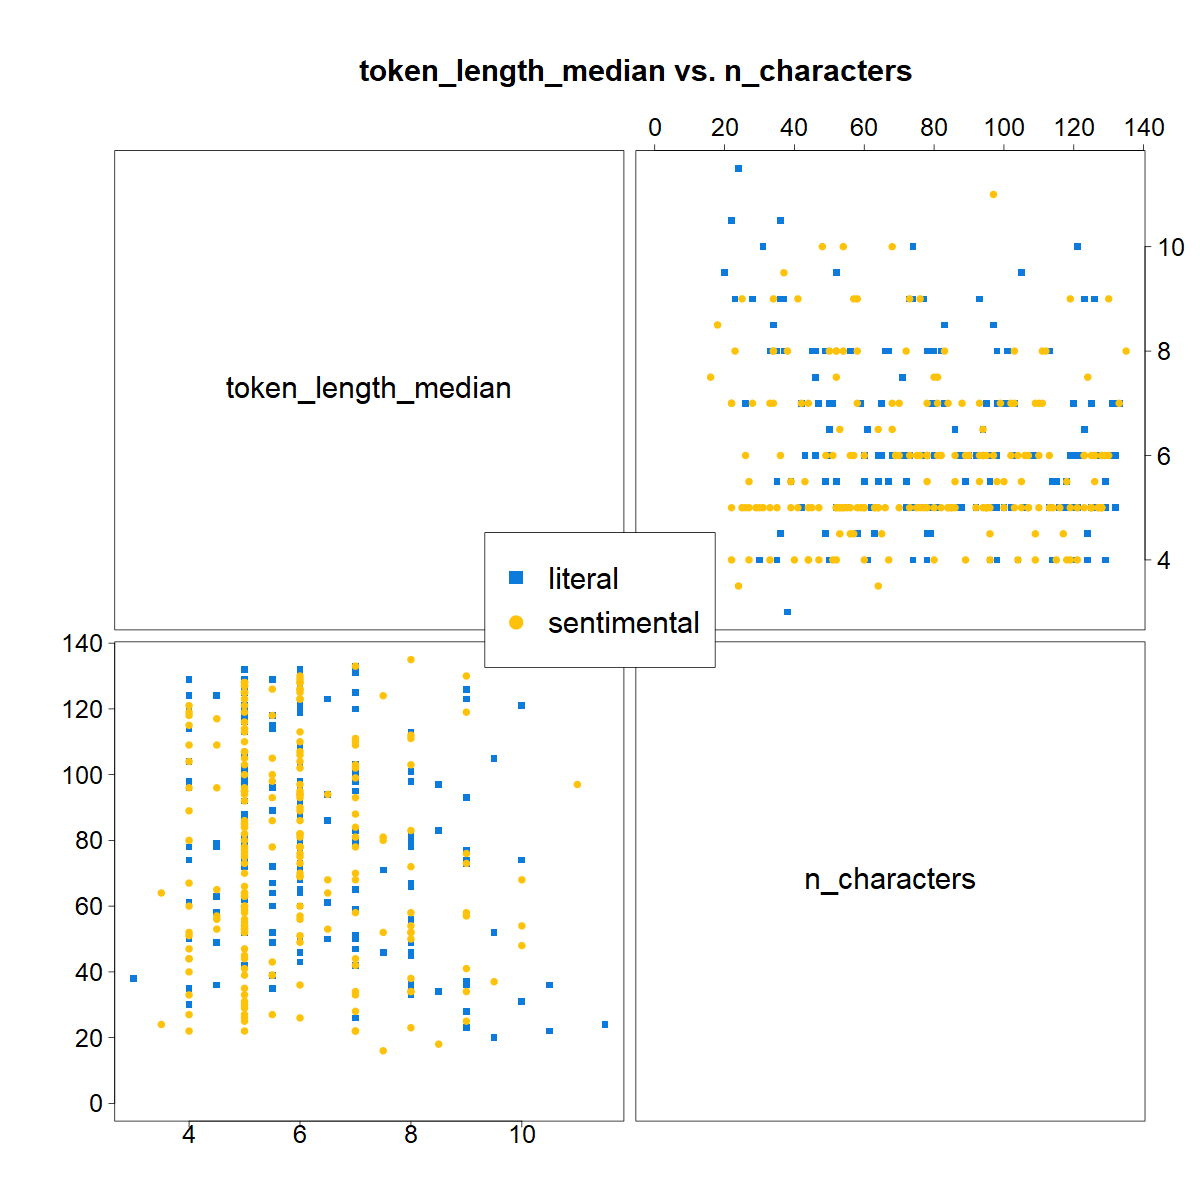 token_length_median vs. n_characters
0 20 40 60 80 100 120 140
token_length_median
10
8
6
4
literal
sentimental
140
120
100
80
60
40
20
0
n_characters
4 6 8 10